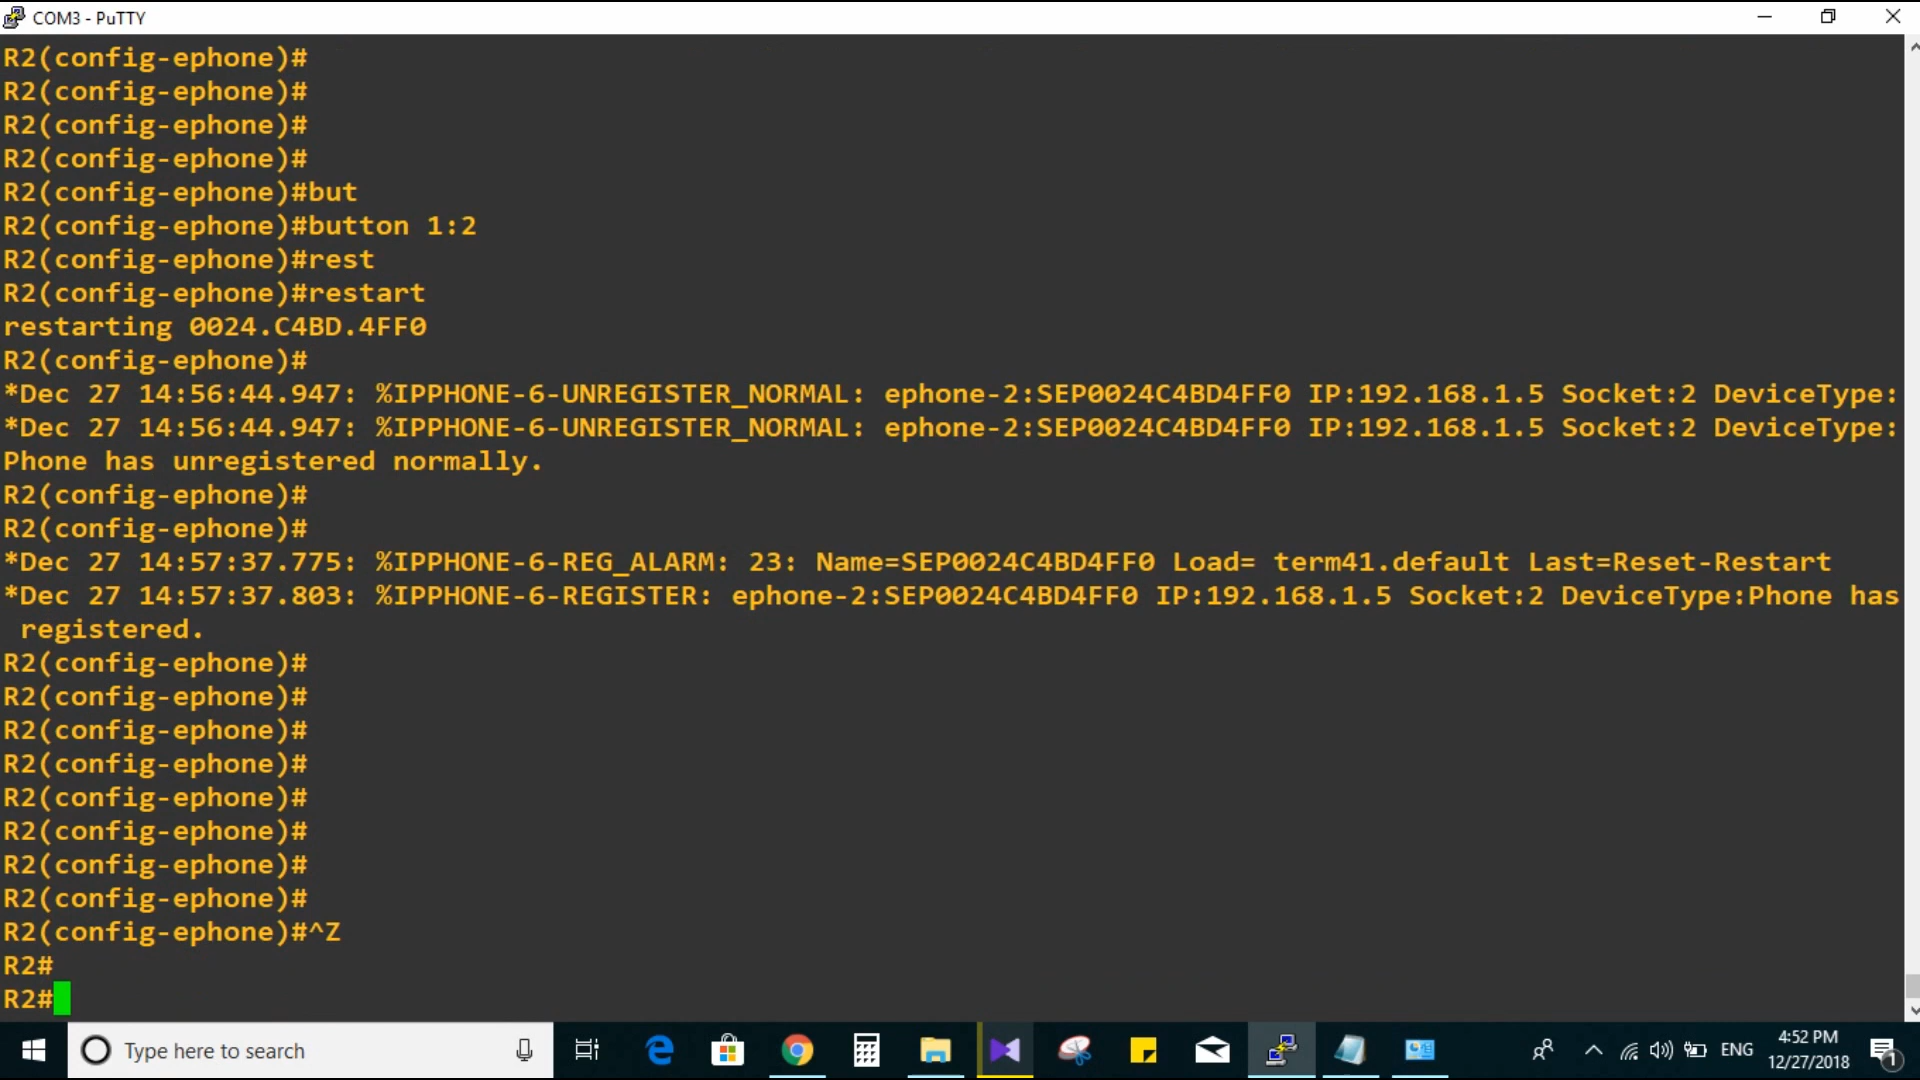 COM3 - PuTTY
R2(config-ephone)#
R2(config-ephone)#
R2(config-ephone)#
R2(config-ephone)#
R2(config-ephone)#but
R2(config-ephone)#button 1:2
R2(config-ephone)#rest
R2(config-ephone)#restart
restarting 0024.C4BD.4FF0
R2(config-ephone)#
*Dec 27 14:56:44.947: %IPPHONE-6-UNREGISTER_NORMAL: ephone-2:SEP0024C4BD4FF0 IP:192.168.1.5 Socket:2 DeviceType:
*Dec 27 14:56:44.947: %IPPHONE-6-UNREGISTER_NORMAL: ephone-2:SEP0024C4BD4FF0 IP:192.168.1.5 Socket:2 DeviceType:
Phone has unregistered normally.
R2(config-ephone)#
R2(config-ephone)#
*Dec 27 14:57:37.775: %IPPHONE-6-REG_ALARM: 23: Name=SEP0024C4BD4FF0 Load= term41.default Last=Reset-Restart
*Dec 27 14:57:37.803: %IPPHONE-6-REGISTER: ephone-2:SEP0024C4BD4FF0 IP:192.168.1.5 Socket:2 DeviceType:Phone has
registered.
R2(config-ephone)#
R2(config-ephone)#
R2(config-ephone)#
R2(config-ephone)#
R2(config-ephone)#
R2(config-ephone)#
R2(config-ephone)#
R2(config-ephone)#
R2(config-ephone)#^Z
R2#
R2#
Type here to search
ENG
4:52 PM
12/27/2018
1